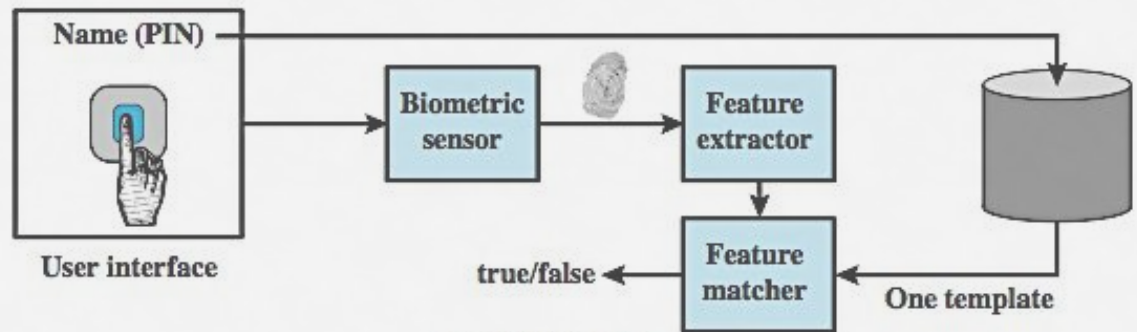 Name (PIN)
Biometric
sensor
Feature
extractor
User interface
true/false
Feature
matcher
One template